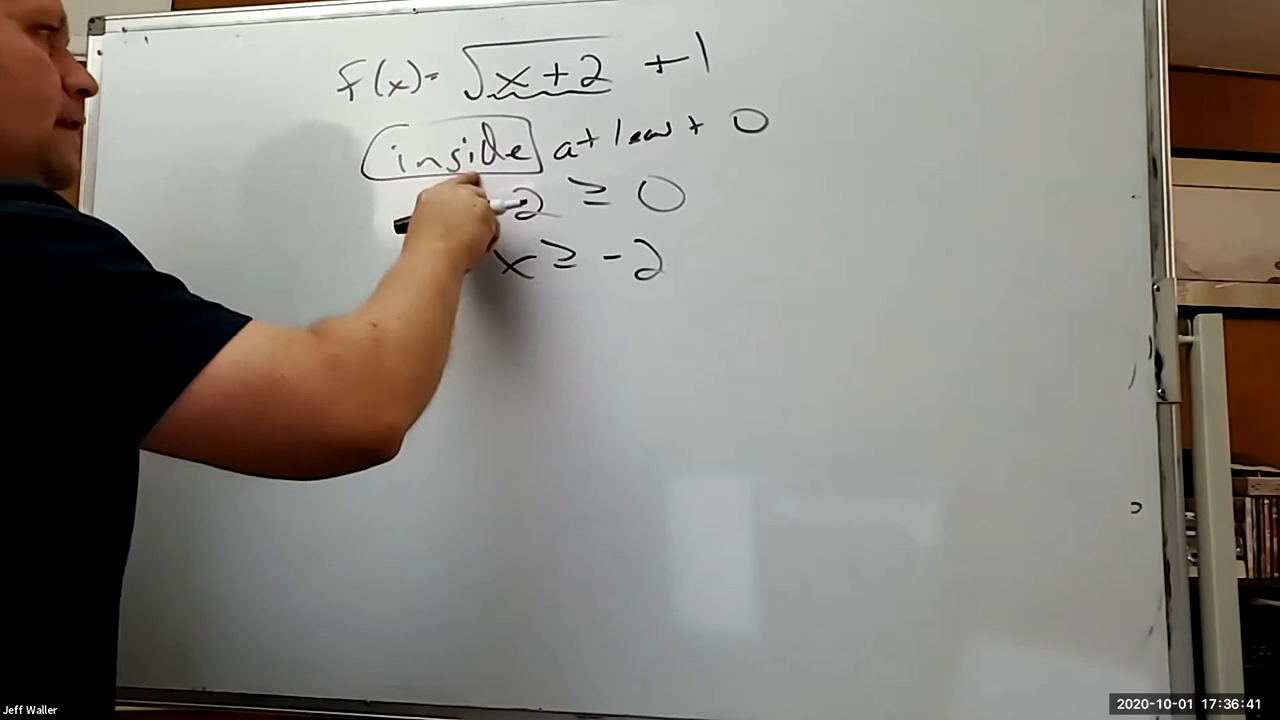 f(x)= √x+2 +1
inside at least 0
2 ≥ 0
x ≥ -2
Jeff Waller
2020-10-01 17:36:41